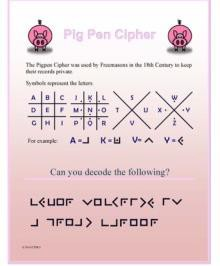 Pig Pen Cipher
The Pigpen Cipher was used by Freemasons in the 18th Century to keep
their records private.
Symbols represent the letters.
A B C J K L S W
D E F M N O T U X Y
G H I P Q R V Z
For example: A = K = V = Y =
Can you decode the following?